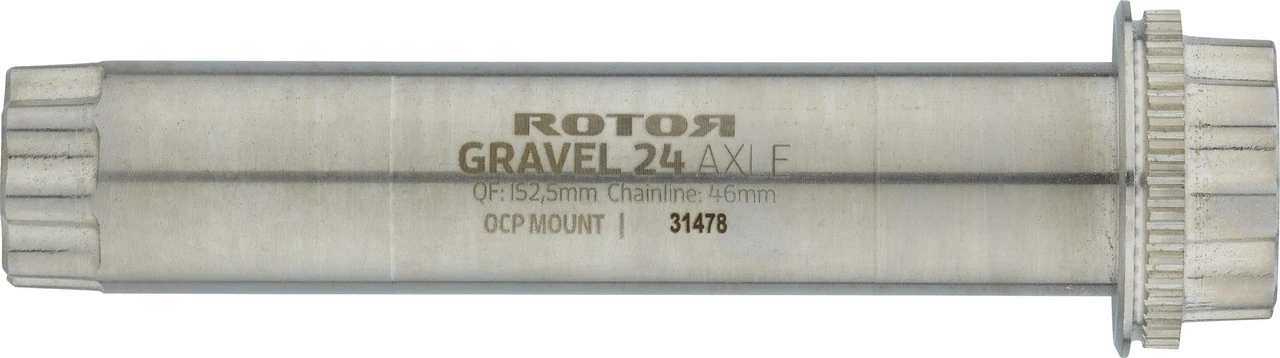 ROTOR
GRAVEL 24 AXLE
QF: 152,5mm Chainline: 46mm
OCP MOUNT | 31478